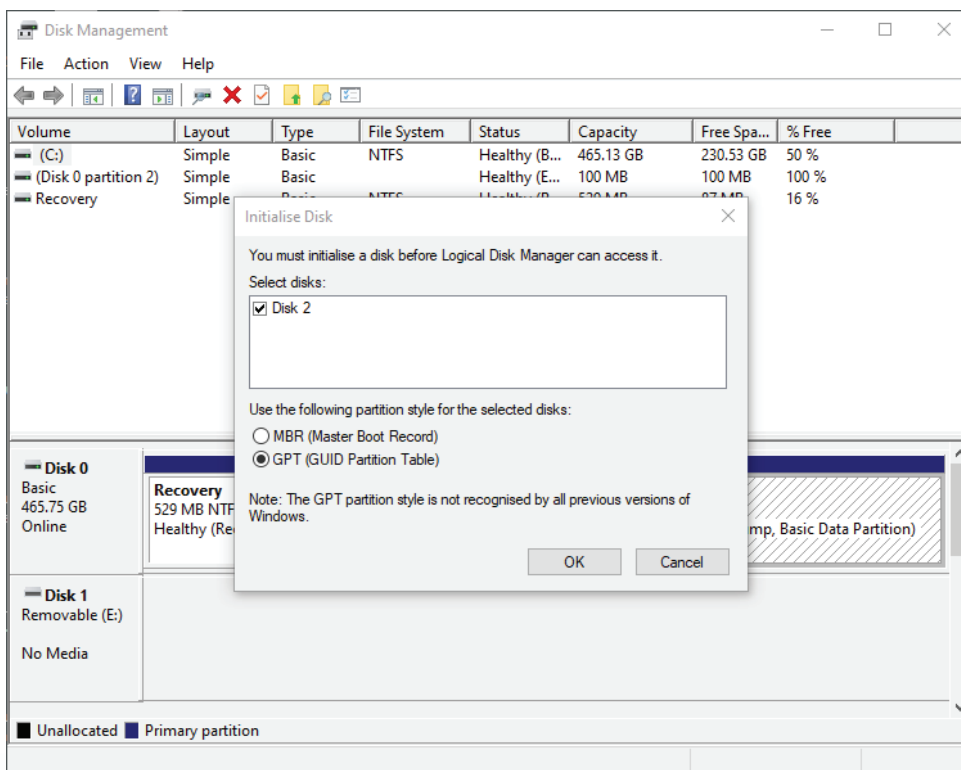 Disk Management
File Action View Help
Volume Layout Type File System Status Capacity Free Spa... % Free
(C:) Simple Basic NTFS Healthy (B... 465.13 GB 230.53 GB 50 %
(Disk 0 partition 2) Simple Basic Healthy (E... 100 MB 100 MB 100 %
Recovery Simple 16 %
Initialise Disk
You must initialise a disk before Logical Disk Manager can access it.
Select disks:
Disk 2
Use the following partition style for the selected disks:
MBR (Master Boot Record)
GPT (GUID Partition Table)
Note: The GPT partition style is not recognised by all previous versions of
Windows.
OK Cancel
Disk 0
Basic
465.75 GB
Online
Recovery
529 MB NTF
Healthy (Re
mp, Basic Data Partition)
Disk 1
Removable (E:)
No Media
Unallocated Primary partition